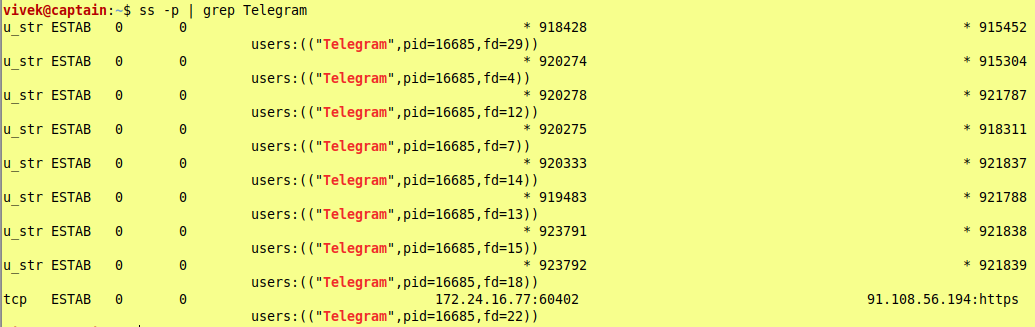 vivek@captain:~$ ss -p | grep Telegram
u_str ESTAB 0 0 * 918428 * 915452
users:(("Telegram",pid=16685,fd=29))
u_str ESTAB 0 0 * 920274 * 915304
users:(("Telegram",pid=16685,fd=4))
u_str ESTAB 0 0 * 920278 * 921787
users:(("Telegram",pid=16685,fd=12))
u_str ESTAB 0 0 * 920275 * 918311
users:(("Telegram",pid=16685,fd=7))
u_str ESTAB 0 0 * 920333 * 921837
users:(("Telegram",pid=16685,fd=14))
u_str ESTAB 0 0 * 919483 * 921788
users:(("Telegram",pid=16685,fd=13))
u_str ESTAB 0 0 * 923791 * 921838
users:(("Telegram",pid=16685,fd=15))
u_str ESTAB 0 0 * 923792 * 921839
users:(("Telegram",pid=16685,fd=18))
tcp ESTAB 0 0 172.24.16.77:60402 91.108.56.194:https
users:(("Telegram",pid=16685,fd=22))